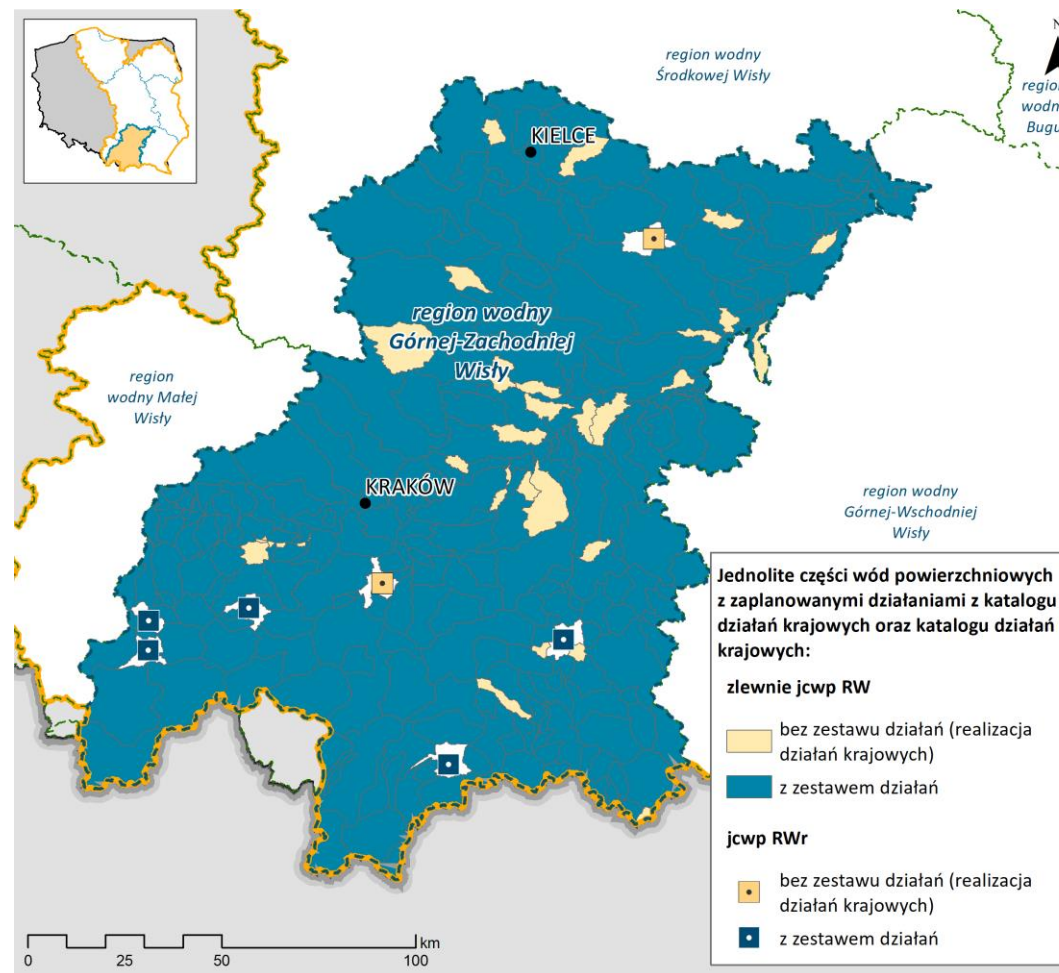 N
region wodny
Środkowej Wisły
region
wodn
Bugu
KIELCE
region wodny
Górnej-Zachodniej
Wisły
region
wodny Małej
Wisły
KRAKÓW
region wodny
Górnej-Wschodniej
Wisły
Jednolite części wód powierzchniowych
z zaplanowanymi działaniami z katalogu
działań krajowych oraz katalogu działań
krajowych:
zlewnie jcwp RW
bez zestawu działań (realizacja
działań krajowych)
z zestawem działań
jcwp RWr
bez zestawu działań (realizacja
działań krajowych)
z zestawem działań
km
0 25 50 100